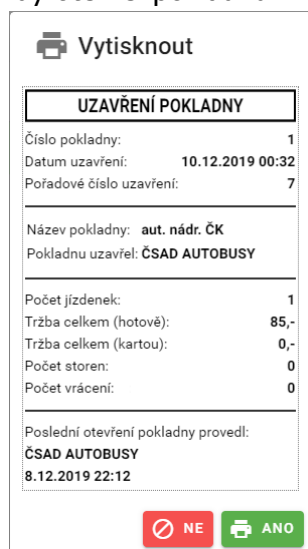 Vytisknout
UZAVŘENÍ POKLADNY
Číslo pokladny: 1
Datum uzavření: 10.12.2019 00:32
Pořadové číslo uzavření: 7
Název pokladny: aut. nádr. ČK
Pokladnu uzavřel: ČSAD AUTOBUSY
Počet jízdenek: 1
Tržba celkem (hotově): 85,-
Tržba celkem (kartou): 0,-
Počet storen: 0
Počet vrácení: 0
Poslední otevření pokladny provedl:
ČSAD AUTOBUSY
8.12.2019 22:12
NE ANO